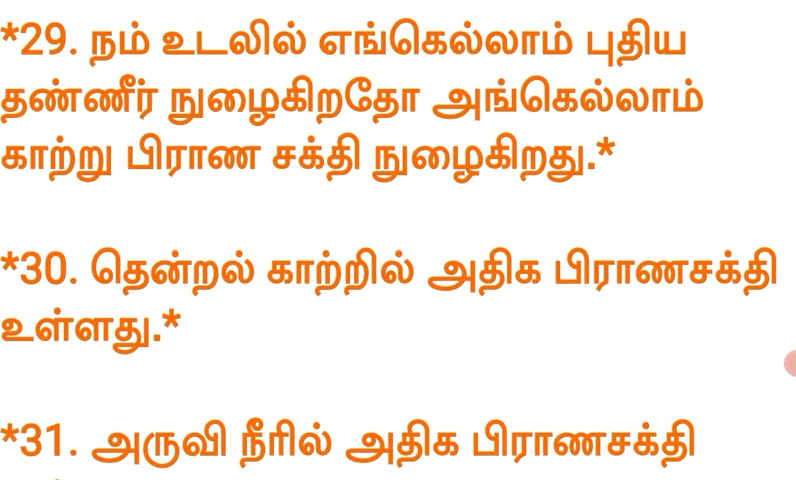 *29. நம் உடலில் எங்கெல்லாம் புதிய
தண்ணீர் நுழைகிறதோ அங்கெல்லாம்
காற்று பிராண சக்தி நுழைகிறது.*
*30. தென்றல் காற்றில் அதிக பிராணசக்தி
உள்ளது.*
*31. அருவி நீரில் அதிக பிராணசக்தி